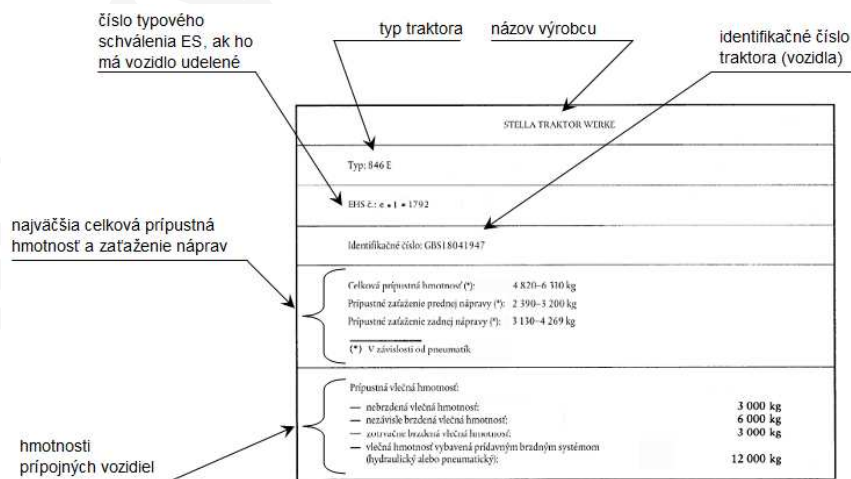 číslo typového
schválenia ES, ak ho
má vozidlo udelené
typ traktora
názov výrobcu
identifikačné číslo
traktora (vozidla)
STELLA TRAKTOR WERKE
Typ: 846 E
EHS č.: e • 1 • 1792
Identifikačné číslo: GBS18041947
najväčšia celková prípustná
hmotnosť a zaťaženie náprav
Celková prípustná hmotnosť (*): 4 820–6 310 kg
Prípustné zaťaženie prednej nápravy (*): 2 390–3 200 kg
Prípustné zaťaženie zadnej nápravy (*): 3 130–4 269 kg
(*) V závislosti od pneumatík
Prípustná vlečná hmotnosť:
— nebrzdená vlečná hmotnosť: 3 000 kg
— nezávisle brzdená vlečná hmotnosť: 6 000 kg
— zotrvačne brzdená vlečná hmotnosť: 3 000 kg
— vlečná hmotnosť vybavená prídavným brzdným systémom
(hydraulický alebo pneumatický): 12 000 kg
hmotnosti
prípojných vozidiel